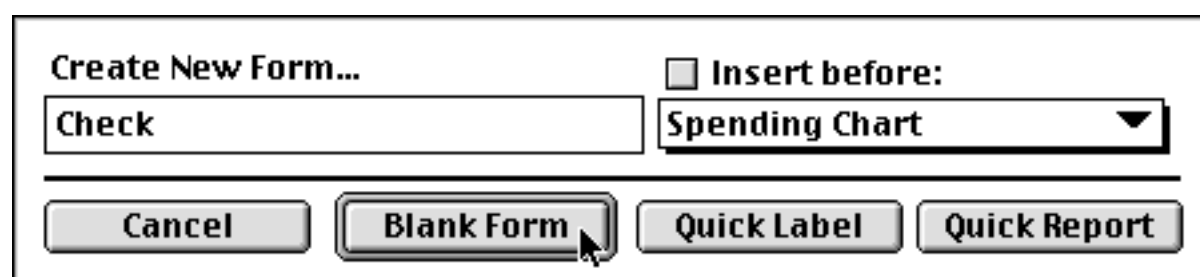 Create New Form...
Insert before:
Check
Spending Chart
Cancel
Blank Form
Quick Label
Quick Report